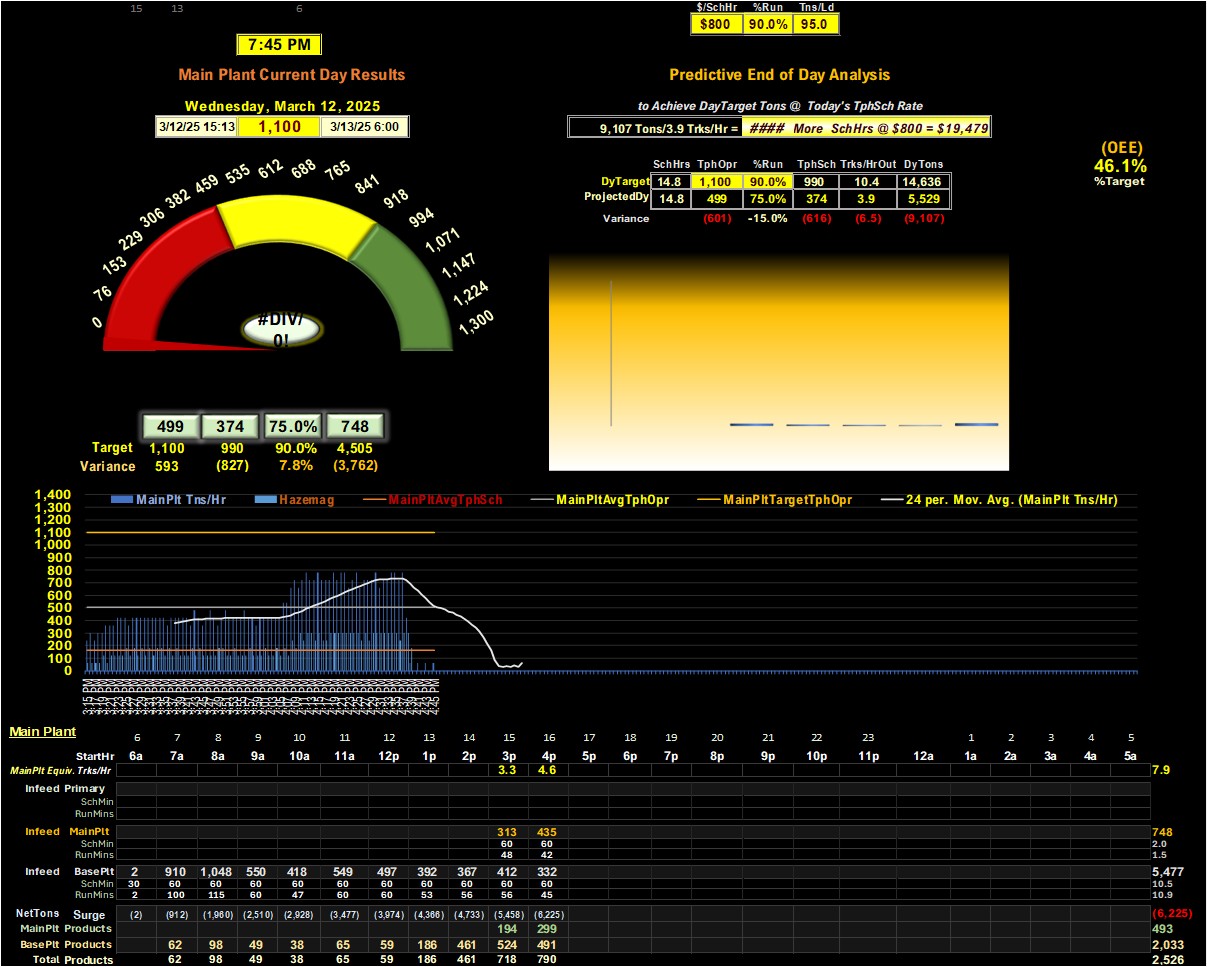 15 13 6
$/SchHr %Run Tns/Ld
$800 90.0% 95.0
7:45 PM
Main Plant Current Day Results
Predictive End of Day Analysis
Wednesday, March 12, 2025
to Achieve DayTarget Tons @ Today's TphSch Rate
3/12/25 15:13 1,100 3/13/25 6:00
9,107 Tons/3.9 Trks/Hr = #### More SchHrs @ $800 = $19,479
(OEE)
46.1%
%Target
SchHrs TphOpr %Run TphSch Trks/HrOut DyTons
DyTarget 14.8 1,100 90.0% 990 10.4 14,636
ProjectedDy 14.8 499 75.0% 374 3.9 5,529
Variance (601) -15.0% (616) (6.5) (9,107)
0 76 153 229 306 382 459 535 612 688 765 841 918 994 1,071 1,147 1,224 1,300
#DIV/
0!
499 374 75.0% 748
Target 1,100 990 90.0% 4,505
Variance 593 (827) 7.8% (3,762)
MainPlt Tns/Hr Hazemag MainPltAvgTphSch MainPltAvgTphOpr MainPltTargetTphOpr 24 per. Mov. Avg. (MainPlt Tns/Hr)
1,400
1,300
1,200
1,100
1,000
900
800
700
600
500
400
300
200
100
0
Main Plant
6 7 8 9 10 11 12 13 14 15 16 17 18 19 20 21 22 23 1 2 3 4 5
StartHr 6a 7a 8a 9a 10a 11a 12p 1p 2p 3p 4p 5p 6p 7p 8p 9p 10p 11p 12a 1a 2a 3a 4a 5a
MainPlt Equiv. Trks/Hr 3.3 4.6 7.9
Infeed Primary
SchMin
RunMins
Infeed MainPlt 313 435 748
SchMin 60 60 2.0
RunMins 48 42 1.5
Infeed BasePlt 2 910 1,048 550 418 549 497 392 367 412 332 5,477
SchMin 30 60 60 60 60 60 60 60 60 60 60 10.5
RunMins 2 100 115 60 47 60 60 53 56 56 45 10.9
NetTons Surge (2) (912) (1,960) (2,510) (2,928) (3,477) (3,974) (4,366) (4,733) (5,458) (6,225) (6,225)
MainPlt Products 194 299 493
BasePlt Products 62 98 49 38 65 59 186 461 524 491 2,033
Total Products 62 98 49 38 65 59 186 461 718 790 2,526